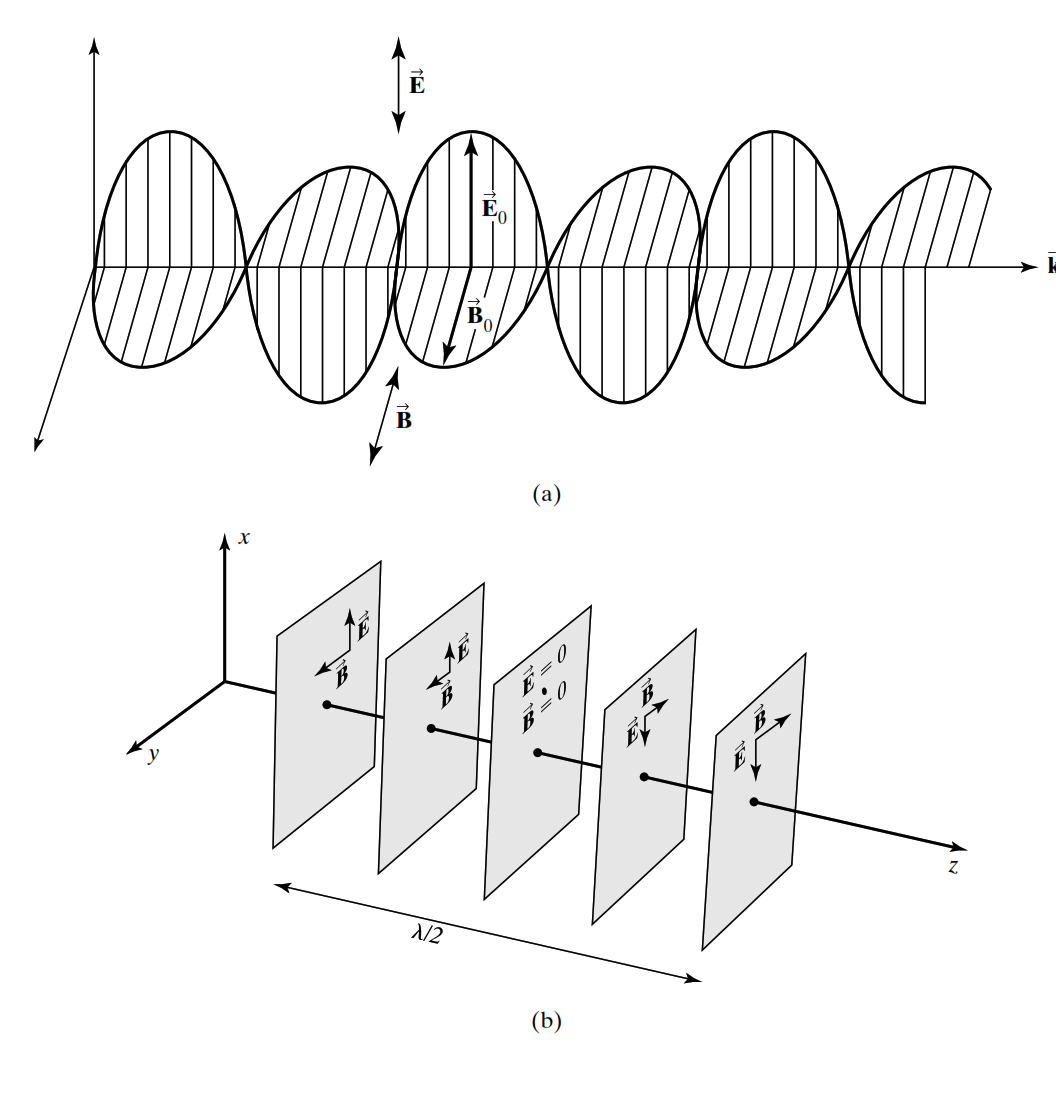 E⃗
E⃗₀
k⃗
B⃗₀
B⃗
(a)
x
E⃗
B⃗
E⃗
B⃗
E⃗ = 0
B⃗ = 0
B⃗
E⃗
B⃗
E⃗
y
z
λ/2
(b)